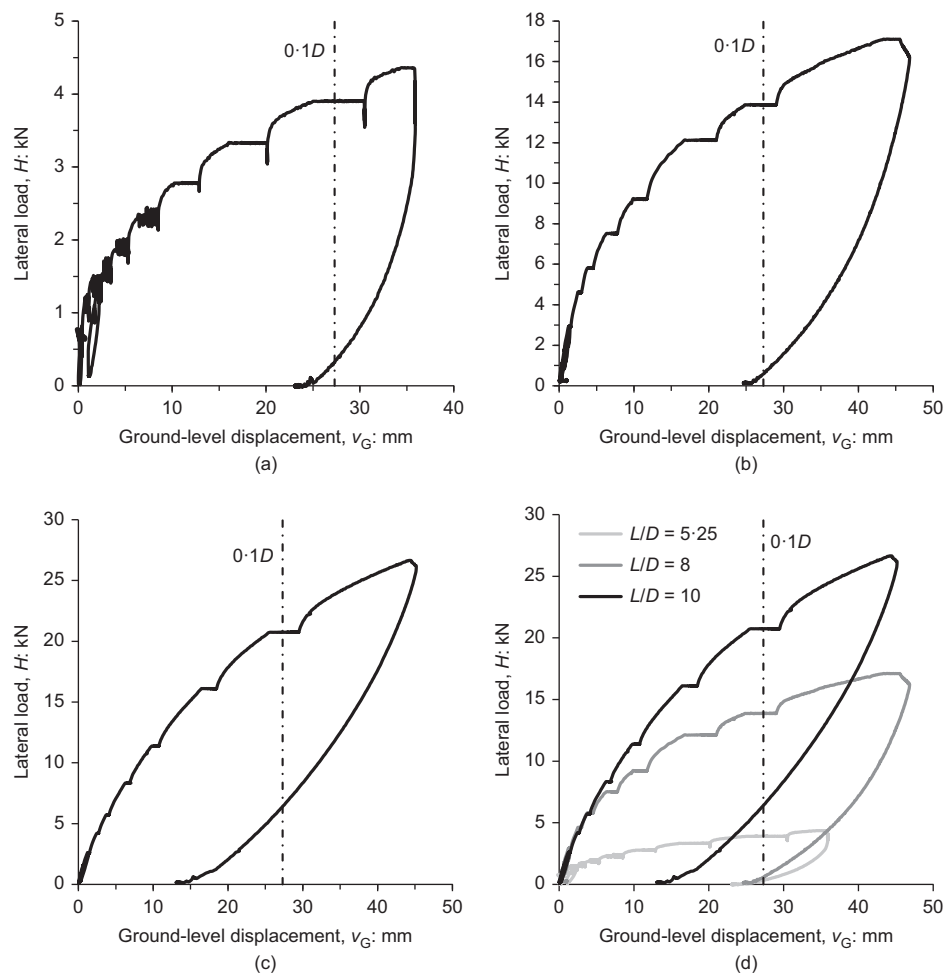 5
4
3
2
1
0
0
10
20
30
40
0·1D
Lateral load, H: kN
Ground-level displacement, vG: mm
(a)
18
16
14
12
10
8
6
4
2
0
0
10
20
30
40
50
0·1D
Lateral load, H: kN
Ground-level displacement, vG: mm
(b)
30
25
20
15
10
5
0
0
10
20
30
40
50
0·1D
Lateral load, H: kN
Ground-level displacement, vG: mm
(c)
30
25
20
15
10
5
0
0
10
20
30
40
50
L/D = 5·25
L/D = 8
L/D = 10
0·1D
Lateral load, H: kN
Ground-level displacement, vG: mm
(d)